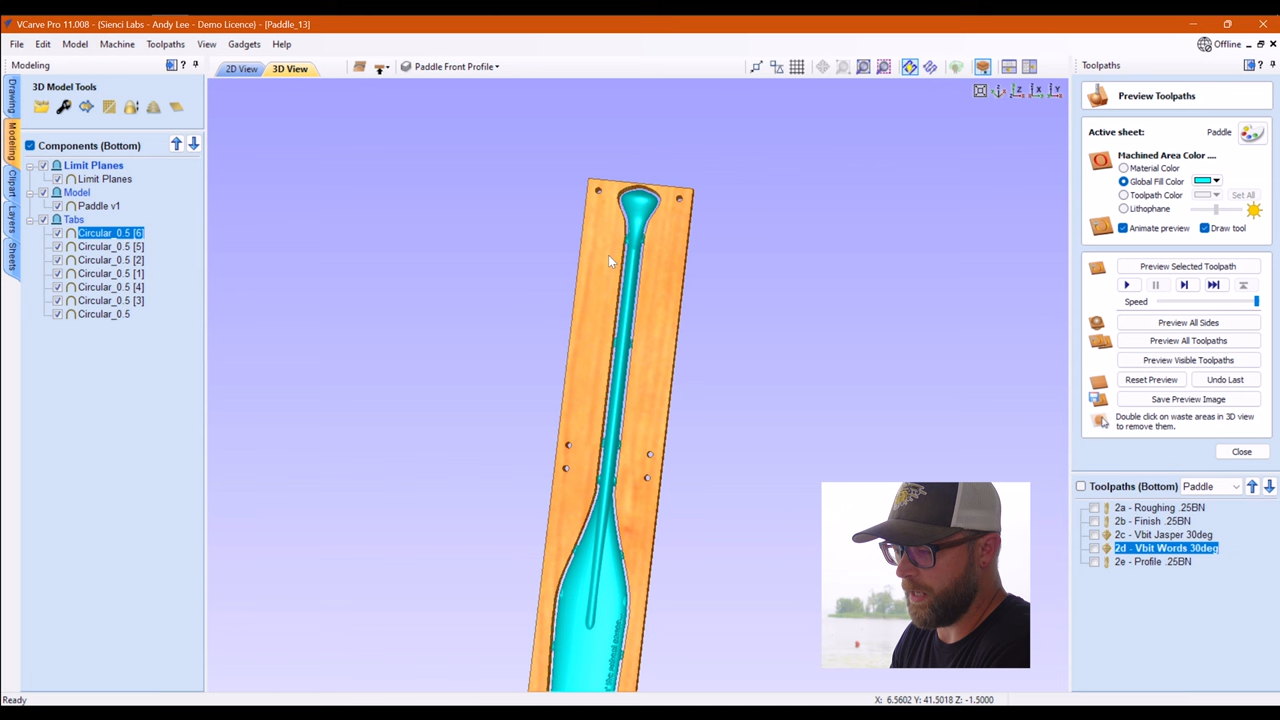 VCarve Pro 11.008 - {Sienci Labs - Andy Lee - Demo Licence} - [Paddle_13]
File Edit Model Machine Toolpaths View Gadgets Help
Offline
Modeling
2D View 3D View Paddle Front Profile
Toolpaths
3D Model Tools
Drawing
Modeling
Clipart
Layers
Sheets
Components (Bottom)
Limit Planes
Limit Planes
Model
Paddle v1
Tabs
Circular_0.5 [6]
Circular_0.5 [5]
Circular_0.5 [2]
Circular_0.5 [1]
Circular_0.5 [4]
Circular_0.5 [3]
Circular_0.5
Z X Y
Preview Toolpaths
Active sheet: Paddle
Machined Area Color ....
Material Color
Global Fill Color
Toolpath Color Set All
Lithophane
Animate preview Draw tool
Preview Selected Toolpath
Speed
Preview All Sides
Preview All Toolpaths
Preview Visible Toolpaths
Reset Preview Undo Last
Save Preview Image
Double click on waste areas in 3D view
to remove them.
Close
Toolpaths (Bottom) Paddle
2a - Roughing .25BN
2b - Finish .25BN
2c - Vbit Jasper 30deg
2d - Vbit Words 30deg
2e - Profile .25BN
Ready
X: 6.5602 Y: 41.5018 Z: -1.5000